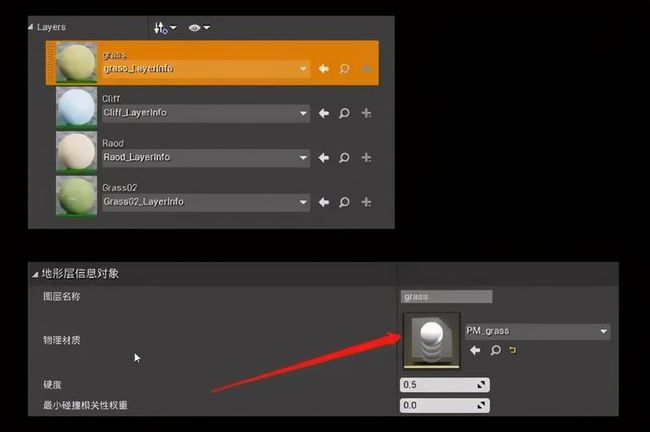 Layers
grass
grass_LayerInfo
Cliff
Cliff_LayerInfo
Raod
Raod_LayerInfo
Grass02
Grass02_LayerInfo
地形层信息对象
图层名称 grass
物理材质 PM_grass
硬度 0.5
最小碰撞相关性权重 0.0